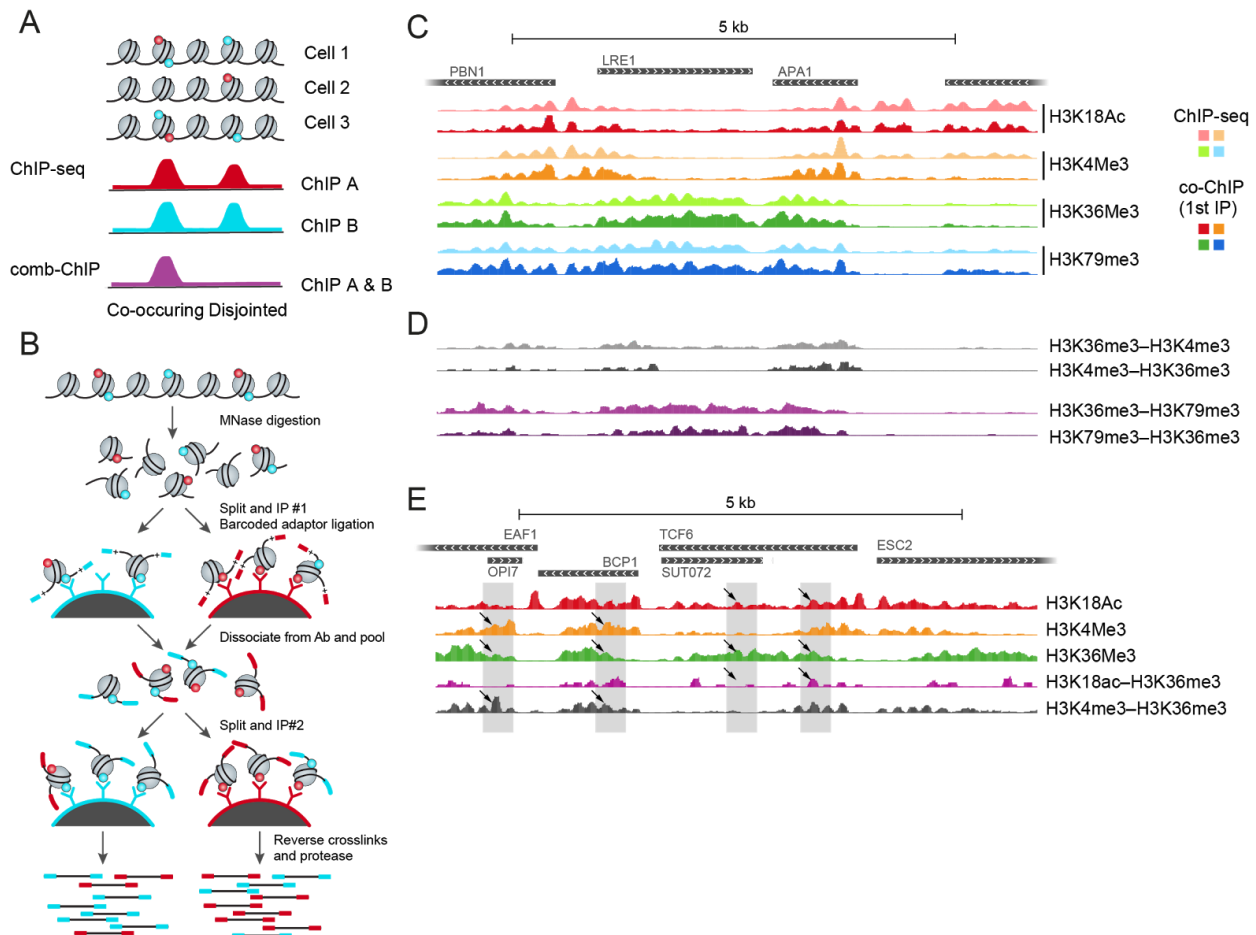 A
Cell 1
Cell 2
Cell 3
ChIP-seq
ChIP A
ChIP B
comb-ChIP
ChIP A & B
Co-occuring Disjointed
B
MNase digestion
Split and IP #1
Barcoded adaptor ligation
Dissociate from Ab and pool
Split and IP#2
Reverse crosslinks
and protease
C
5 kb
LRE1
PBN1
APA1
H3K18Ac
H3K4Me3
H3K36Me3
H3K79me3
ChIP-seq
co-ChIP
(1st IP)
D
H3K36me3–H3K4me3
H3K4me3–H3K36me3
H3K36me3–H3K79me3
H3K79me3–H3K36me3
E
5 kb
EAF1
TCF6
ESC2
OPI7
BCP1
SUT072
H3K18Ac
H3K4Me3
H3K36Me3
H3K18ac–H3K36me3
H3K4me3–H3K36me3